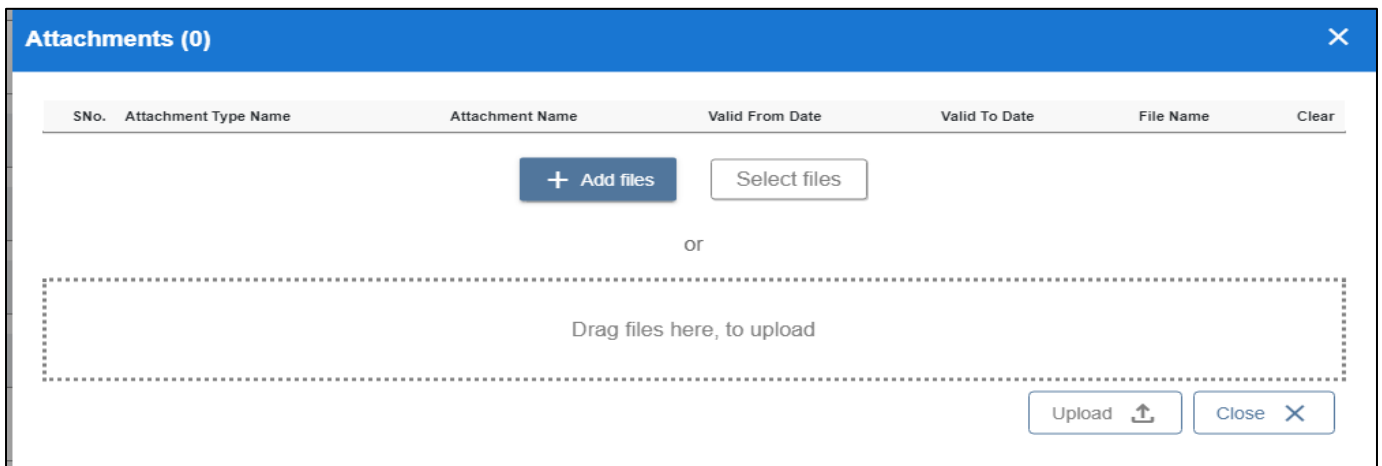 Attachments (0)
SNo. Attachment Type Name Attachment Name Valid From Date Valid To Date File Name Clear
+ Add files Select files
or
Drag files here, to upload
Upload Close